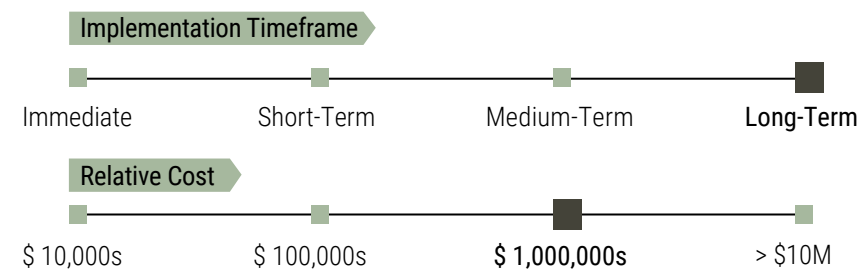 Implementation Timeframe
Immediate Short-Term Medium-Term Long-Term
Relative Cost
$ 10,000s $ 100,000s $ 1,000,000s > $10M